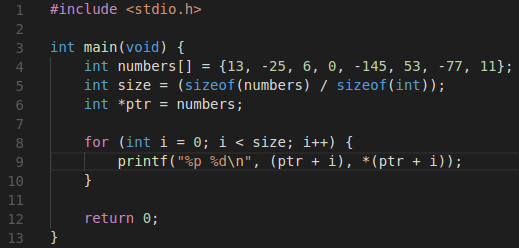 1 #include <stdio.h>
2
3 int main(void) {
4     int numbers[] = {13, -25, 6, 0, -145, 53, -77, 11};
5     int size = (sizeof(numbers) / sizeof(int));
6     int *ptr = numbers;
7
8     for (int i = 0; i < size; i++) {
9         printf("%p %d\n", (ptr + i), *(ptr + i));
10     }
11
12     return 0;
13 }